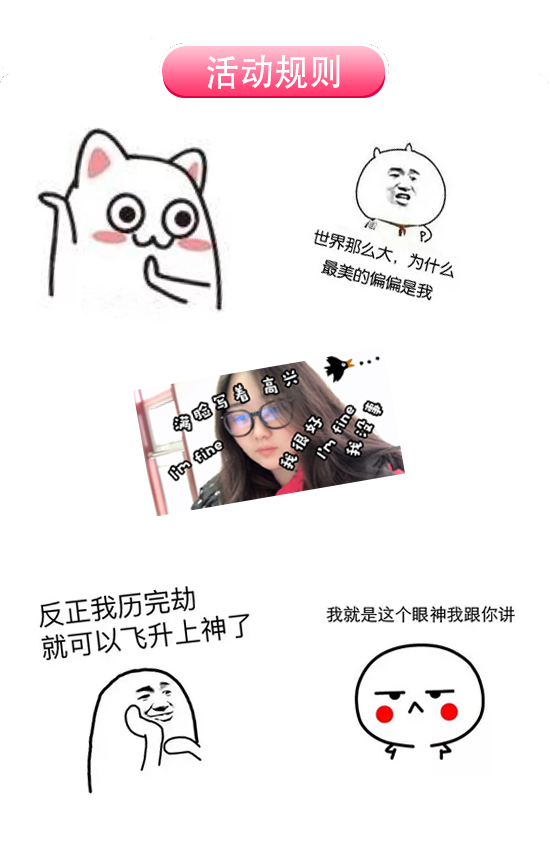 活动规则
世界那么大，为什么
最美的偏偏是我
满脸写着 高兴
I'm fine
我很好
I'm fine
我没事
反正我历完劫
就可以飞升上神了
我就是这个眼神我跟你讲